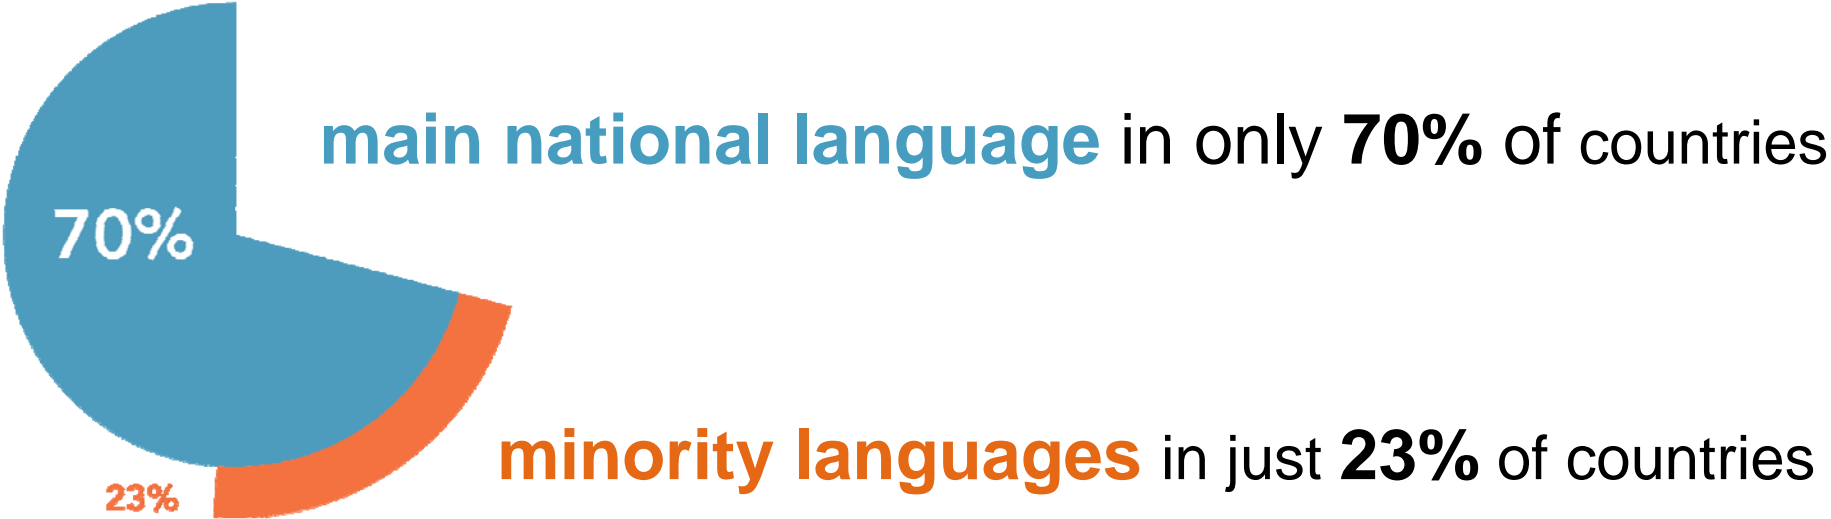 main national language in only 70% of countries
70%
minority languages in just 23% of countries
23%